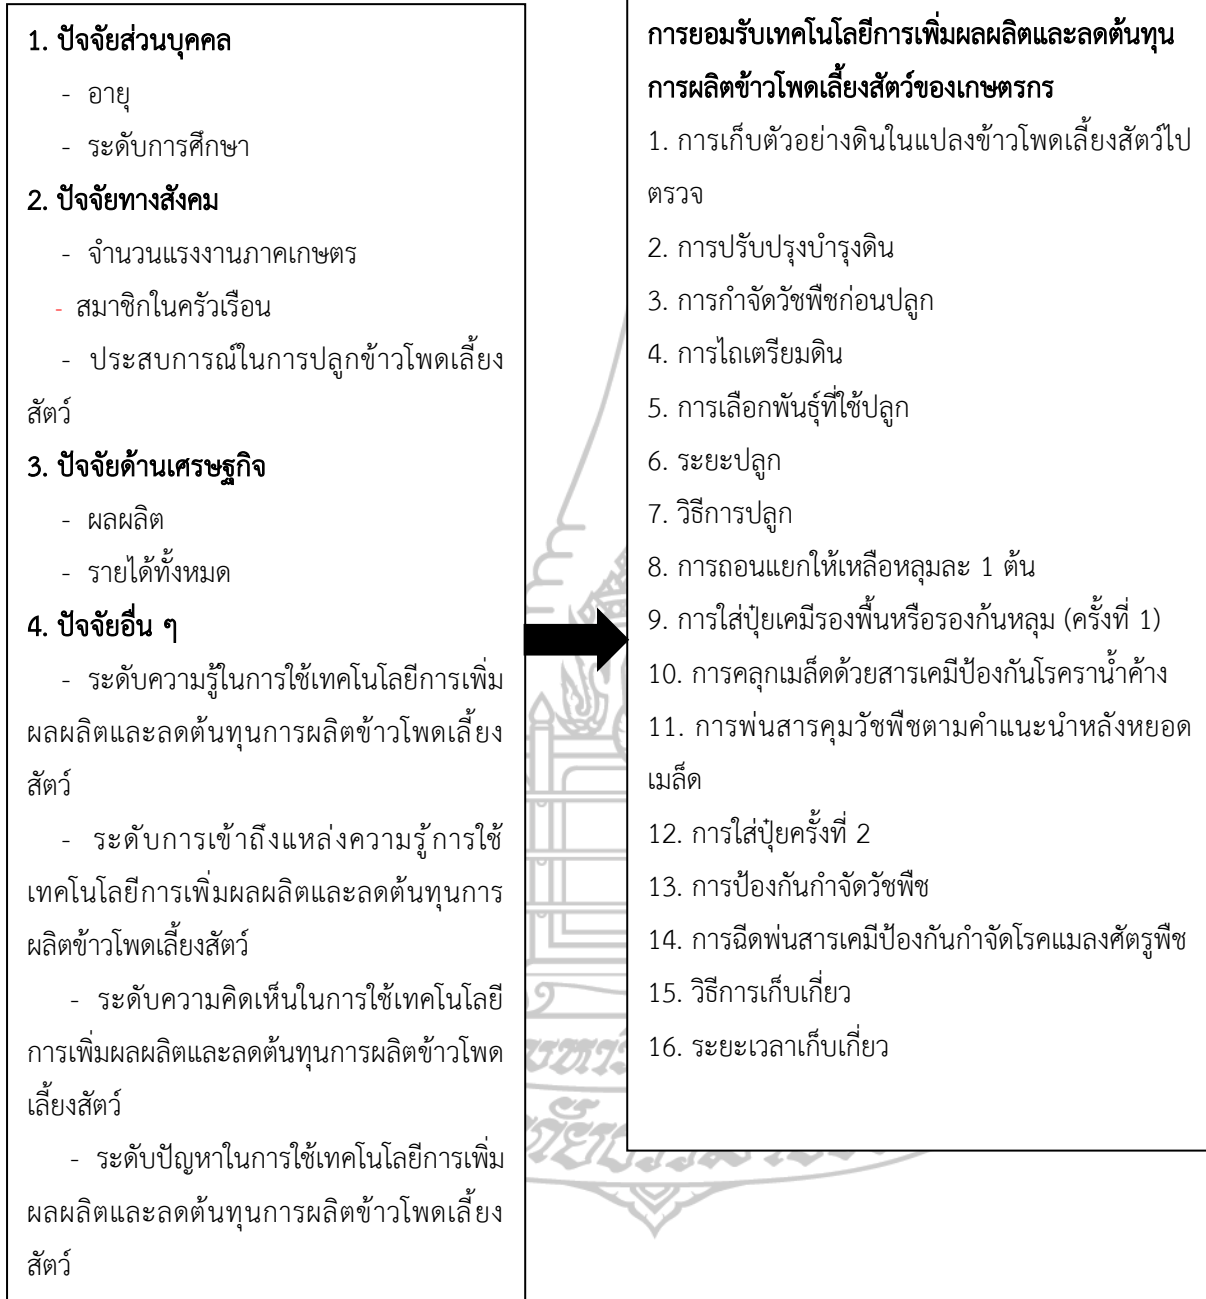 1. ปัจจัยส่วนบุคคล
- อายุ
- ระดับการศึกษา
2. ปัจจัยทางสังคม
- จำนวนแรงงานภาคเกษตร
- สมาชิกในครัวเรือน
- ประสบการณ์ในการปลูกข้าวโพดเลี้ยง
สัตว์
3. ปัจจัยด้านเศรษฐกิจ
- ผลผลิต
- รายได้ทั้งหมด
4. ปัจจัยอื่น ๆ
- ระดับความรู้ในการใช้เทคโนโลยีการเพิ่ม
ผลผลิตและลดต้นทุนการผลิตข้าวโพดเลี้ยง
สัตว์
- ระดับการเข้าถึงแหล่งความรู้การใช้
เทคโนโลยีการเพิ่มผลผลิตและลดต้นทุนการ
ผลิตข้าวโพดเลี้ยงสัตว์
- ระดับความคิดเห็นในการใช้เทคโนโลยี
การเพิ่มผลผลิตและลดต้นทุนการผลิตข้าวโพด
เลี้ยงสัตว์
- ระดับปัญหาในการใช้เทคโนโลยีการเพิ่ม
ผลผลิตและลดต้นทุนการผลิตข้าวโพดเลี้ยง
สัตว์
การยอมรับเทคโนโลยีการเพิ่มผลผลิตและลดต้นทุน
การผลิตข้าวโพดเลี้ยงสัตว์ของเกษตรกร
1. การเก็บตัวอย่างดินในแปลงข้าวโพดเลี้ยงสัตว์ไป
ตรวจ
2. การปรับปรุงบำรุงดิน
3. การกำจัดวัชพืชก่อนปลูก
4. การไถเตรียมดิน
5. การเลือกพันธุ์ที่ใช้ปลูก
6. ระยะปลูก
7. วิธีการปลูก
8. การถอนแยกให้เหลือหลุมละ 1 ต้น
9. การใส่ปุ๋ยเคมีรองพื้นหรือรองก้นหลุม (ครั้งที่ 1)
10. การคลุกเมล็ดด้วยสารเคมีป้องกันโรคราน้ำค้าง
11. การพ่นสารคุมวัชพืชตามคำแนะนำหลังหยอด
เมล็ด
12. การใส่ปุ๋ยครั้งที่ 2
13. การป้องกันกำจัดวัชพืช
14. การฉีดพ่นสารเคมีป้องกันกำจัดโรคแมลงศัตรูพืช
15. วิธีการเก็บเกี่ยว
16. ระยะเวลาเก็บเกี่ยว